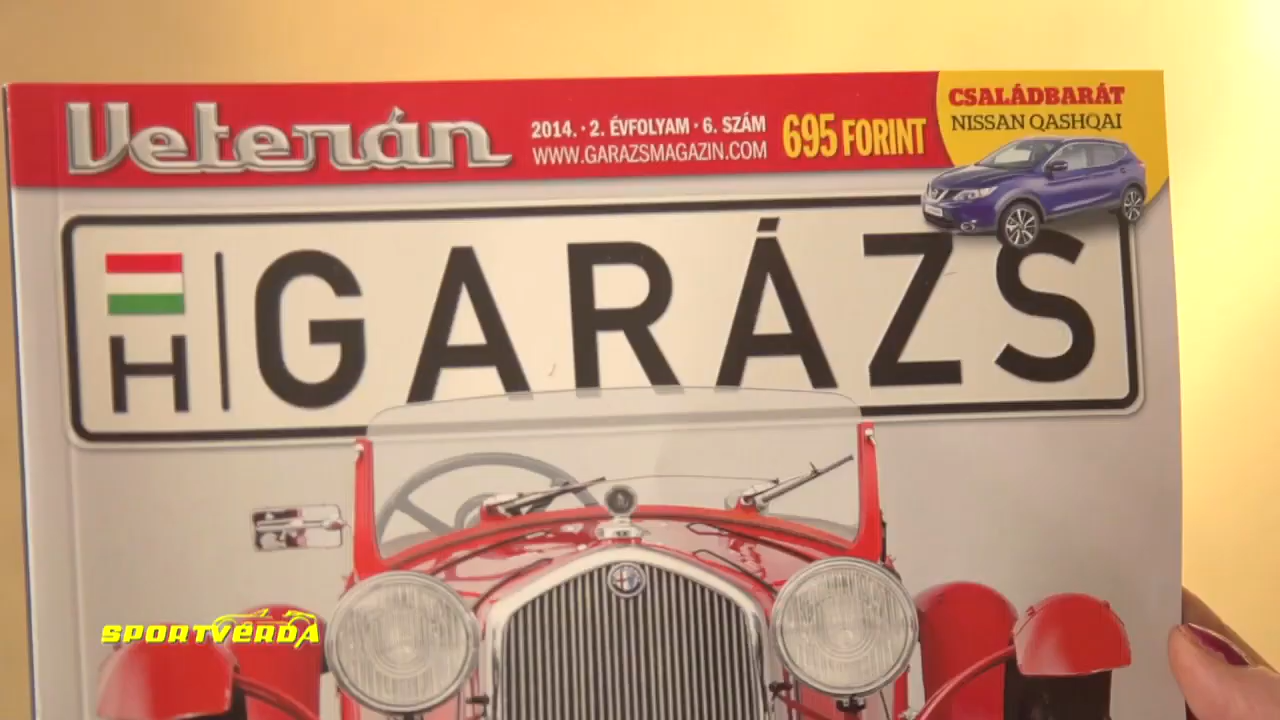 Veterán
2014. · 2. ÉVFOLYAM · 6. SZÁM
WWW.GARAZSMAGAZIN.COM
695 FORINT
CSALÁDBARÁT
NISSAN QASHQAI
H GARÁZS
SPORTVERDA